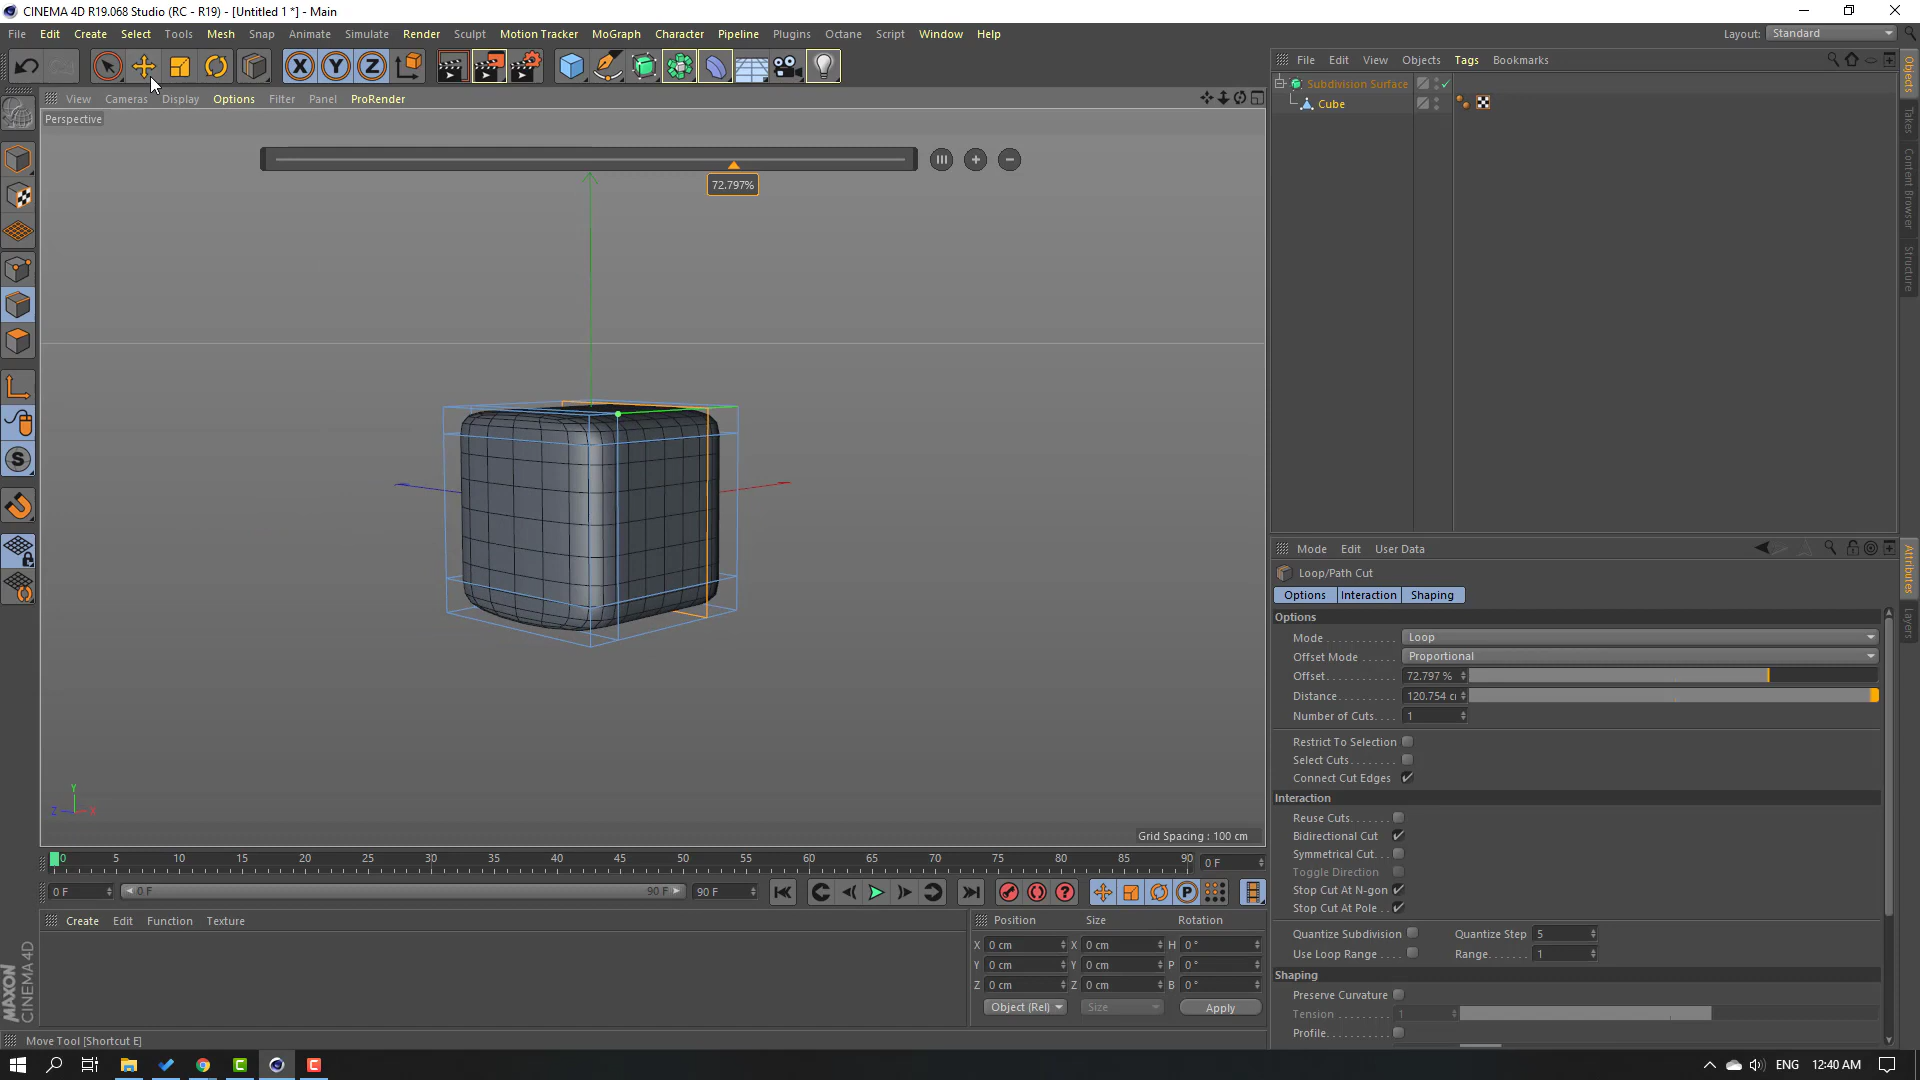 CINEMA 4D R19.068 Studio (RC - R19) - [Untitled 1 *] - Main
File Edit Create Select Tools Mesh Snap Animate Simulate Render Sculpt Motion Tracker MoGraph Character Pipeline Plugins Octane Script Window Help
Layout: Standard
X Y Z
File Edit View Objects Tags Bookmarks
View Cameras Display Options Filter Panel ProRender
Subdivision Surface
Cube
Perspective
72.797%
Y
Z X
Grid Spacing : 100 cm
Objects
Takes
Content Browser
Structure
Attributes
Layers
Mode Edit User Data
Loop/Path Cut
Options Interaction Shaping
Options
Mode Loop
Offset Mode Proportional
Offset 72.797 %
Distance 120.754 c
Number of Cuts 1
Restrict To Selection
Select Cuts
Connect Cut Edges
Interaction
Reuse Cuts
Bidirectional Cut
Symmetrical Cut
Toggle Direction
Stop Cut At N-gon
Stop Cut At Pole
Quantize Subdivision Quantize Step 5
Use Loop Range Range 1
Shaping
Preserve Curvature
Tension 1
Profile
0 5 10 15 20 25 30 35 40 45 50 55 60 65 70 75 80 85 90
0 F
0 F 0 F 90 F 90 F
P
Create Edit Function Texture
Position Size Rotation
X 0 cm X 0 cm H 0 °
Y 0 cm Y 0 cm P 0 °
Z 0 cm Z 0 cm B 0 °
Object (Rel) Size Apply
MAXON
CINEMA 4D
Move Tool [Shortcut E]
ENG 12:40 AM